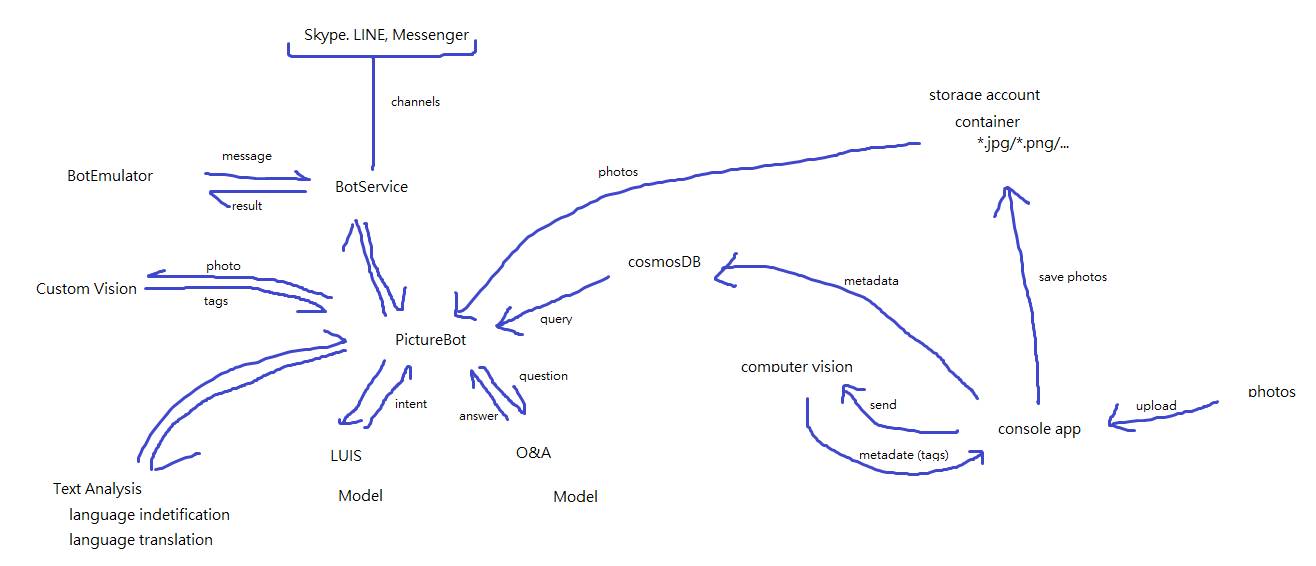 Skype. LINE, Messenger
channels
storage account
container
*.jpg/*.png/...
message
BotEmulator
BotService
result
photos
photo
Custom Vision
tags
cosmosDB
metadata
save photos
query
PictureBot
computer vision
question
intent
answer
send
upload
photos
console app
metadate (tags)
LUIS
Q&A
Model
Model
Text Analysis
language indetification
language translation